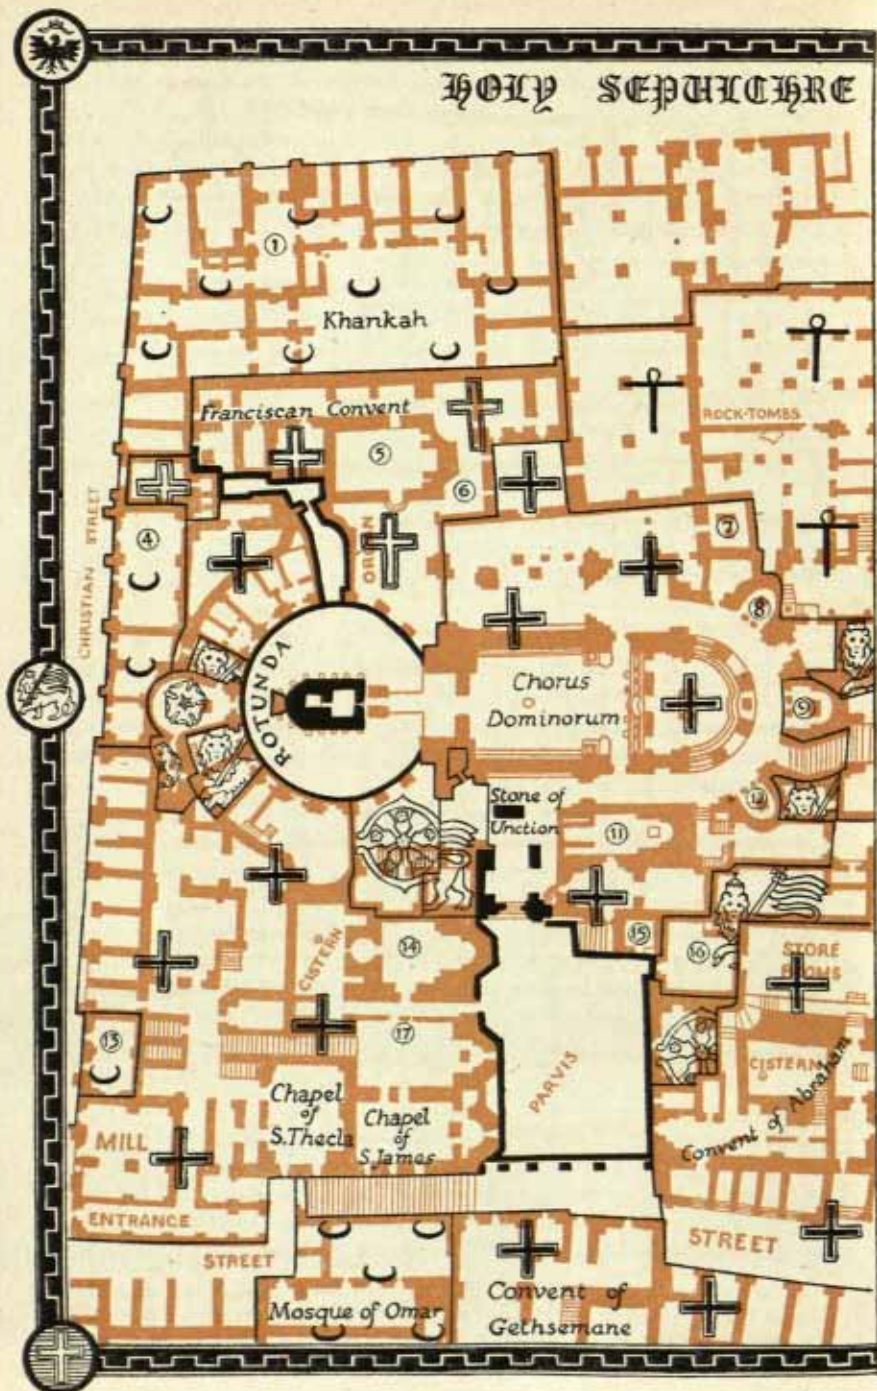 HOLY SEPULCHRE
①
Khankah
Franciscan Convent
⑤
ROCK-TOMBS
⑥
CHRISTIAN STREET
④
ORGAN
⑦
⑧
ROTUNDA
Chorus
Dominorum
⑨
Stone of
Unction
⑪
⑫
⑭
CISTERN
⑮
⑯
STORE
ROOMS
⑬
⑰
PARVIS
CISTERN
Convent of Abraham
Chapel
of
S. Thecla
Chapel
of
S. James
MILL
ENTRANCE
STREET
STREET
Mosque of Omar
Convent of
Gethsemane